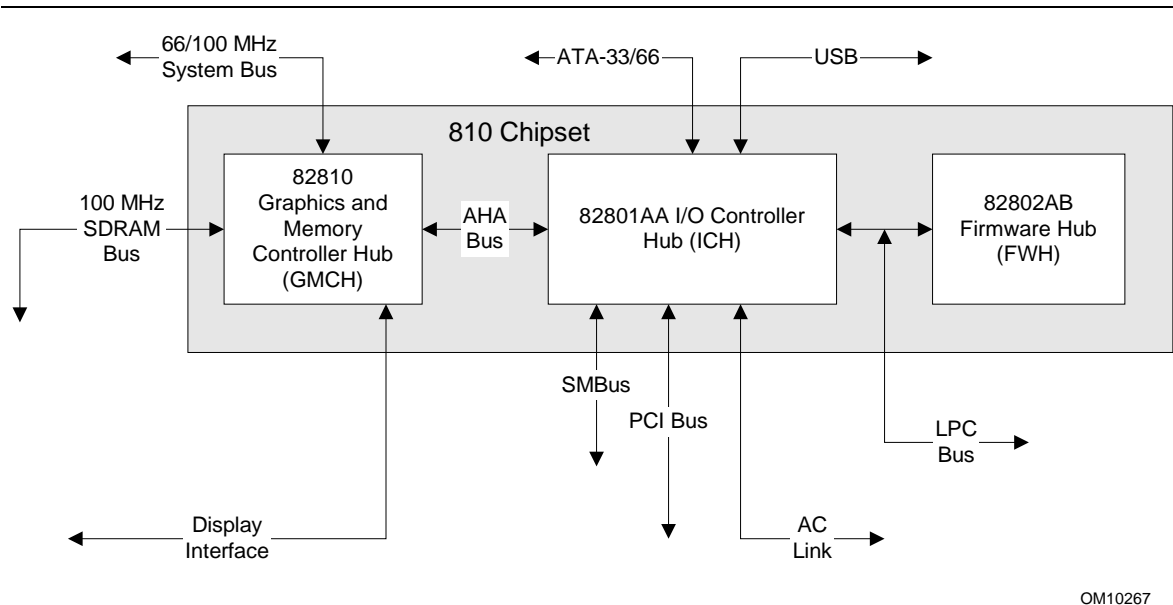 66/100 MHz
System Bus
ATA-33/66
USB
810 Chipset
100 MHz
SDRAM
Bus
82810
Graphics and
Memory
Controller Hub
(GMCH)
AHA
Bus
82801AA I/O Controller
Hub (ICH)
82802AB
Firmware Hub
(FWH)
SMBus
PCI Bus
LPC
Bus
Display
Interface
AC
Link
OM10267